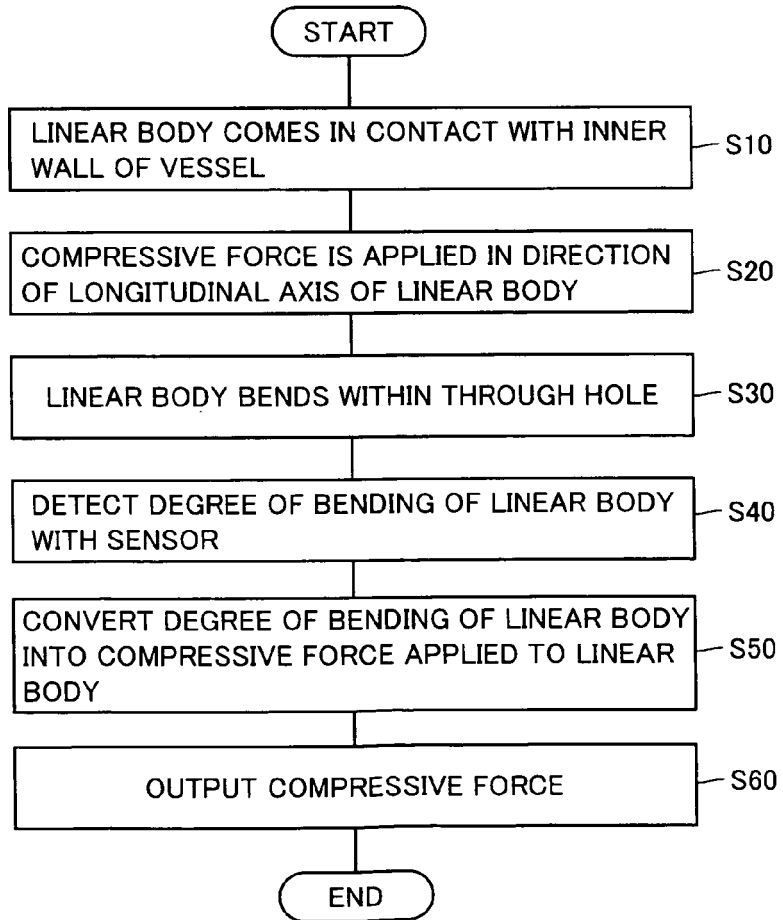 START
LINEAR BODY COMES IN CONTACT WITH INNER
WALL OF VESSEL
S10
COMPRESSIVE FORCE IS APPLIED IN DIRECTION
OF LONGITUDINAL AXIS OF LINEAR BODY
S20
LINEAR BODY BENDS WITHIN THROUGH HOLE
S30
DETECT DEGREE OF BENDING OF LINEAR BODY
WITH SENSOR
S40
CONVERT DEGREE OF BENDING OF LINEAR BODY
INTO COMPRESSIVE FORCE APPLIED TO LINEAR
BODY
S50
OUTPUT COMPRESSIVE FORCE
S60
END